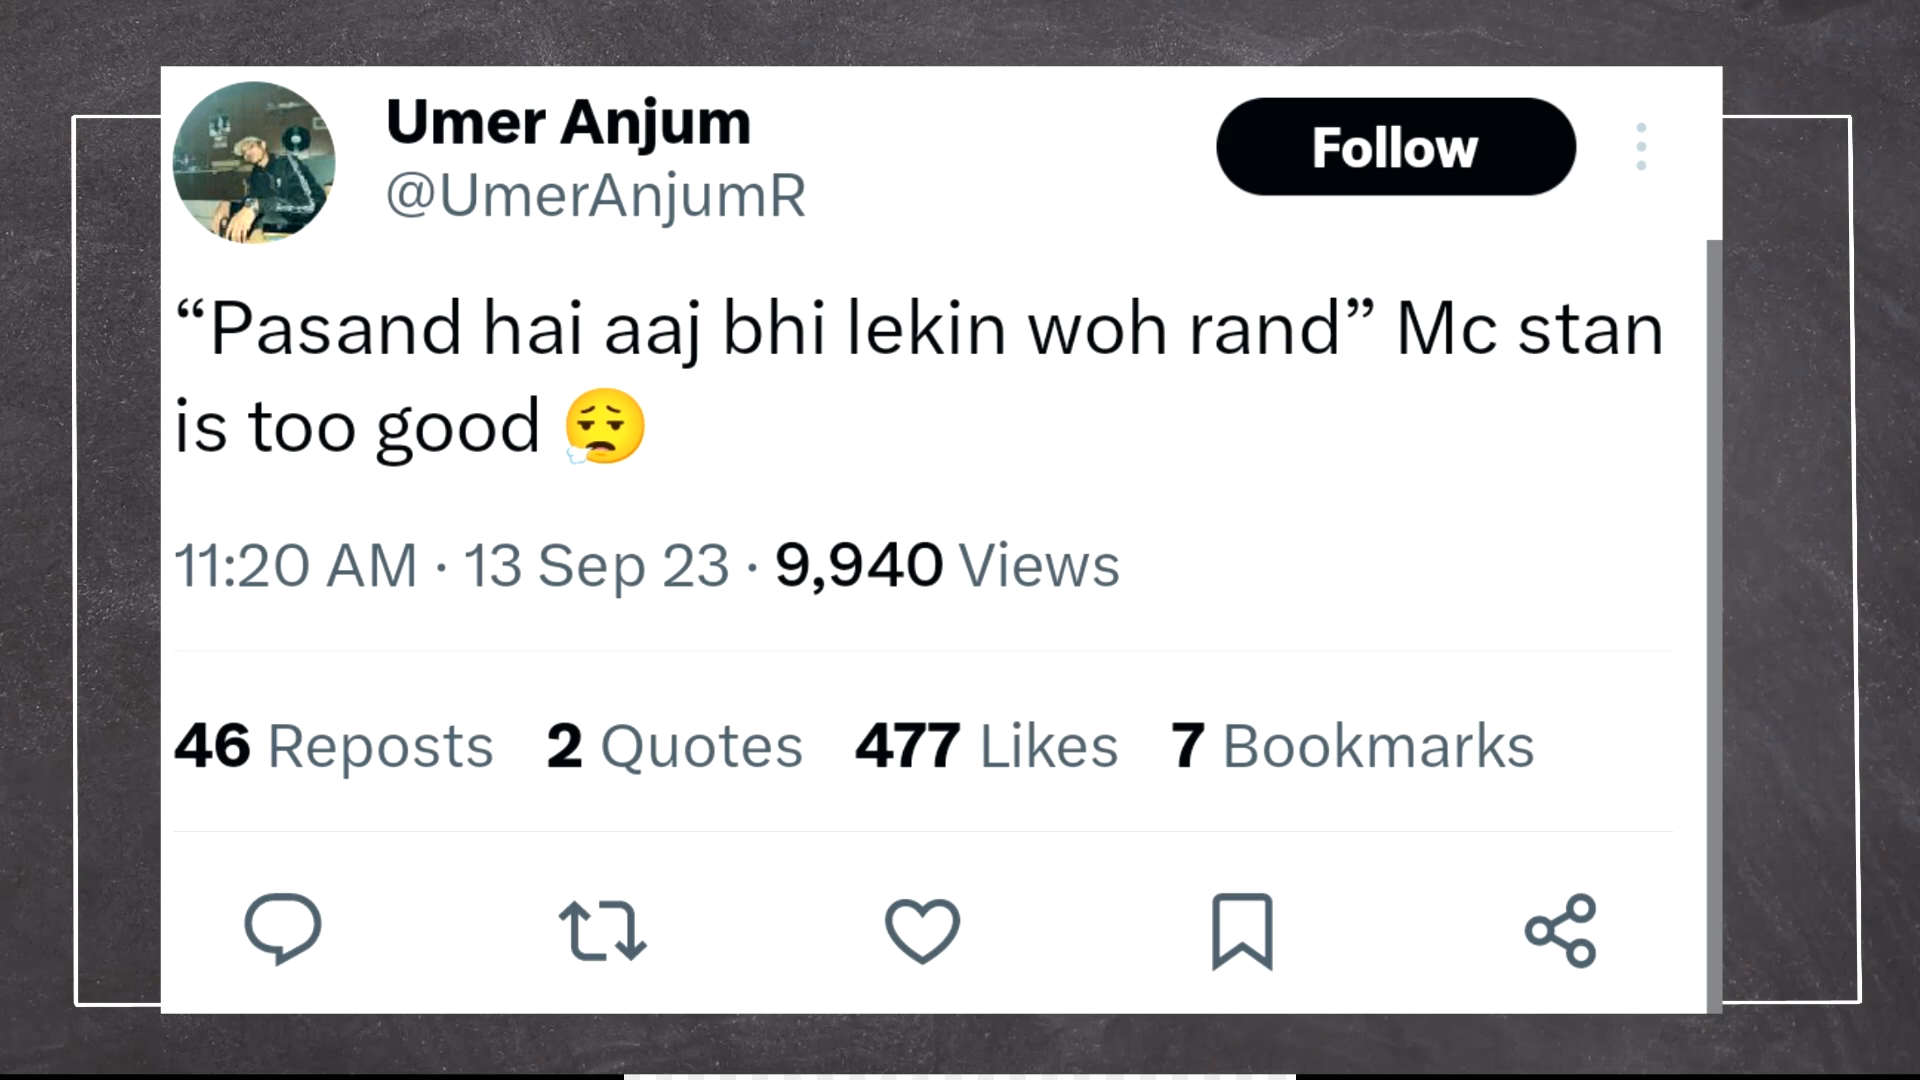 Umer Anjum
Follow
@UmerAnjumR
“Pasand hai aaj bhi lekin woh rand” Mc stan
is too good 😮‍💨
11:20 AM · 13 Sep 23 · 9,940 Views
46 Reposts 2 Quotes 477 Likes 7 Bookmarks